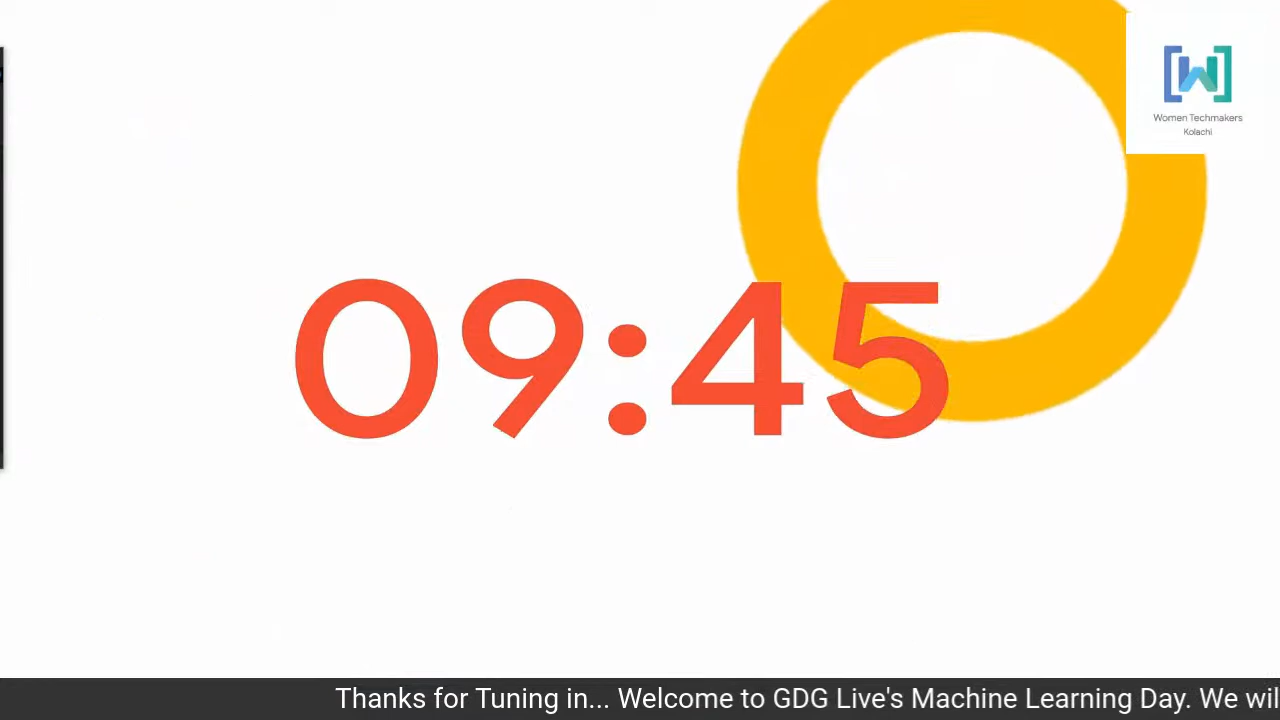 Women Techmakers
Kolachi
09:45
Thanks for Tuning in... Welcome to GDG Live's Machine Learning Day. We wil